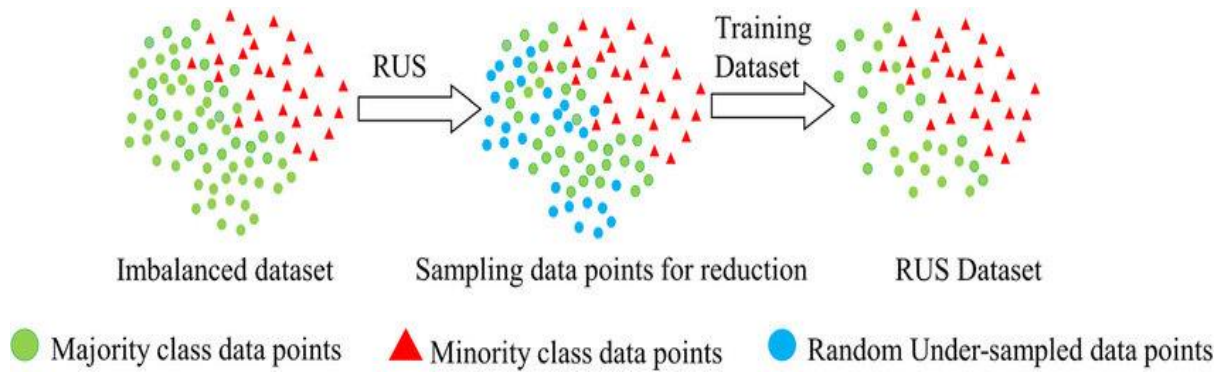 RUS
Training
Dataset
Imbalanced dataset
Sampling data points for reduction
RUS Dataset
Majority class data points
Minority class data points
Random Under-sampled data points